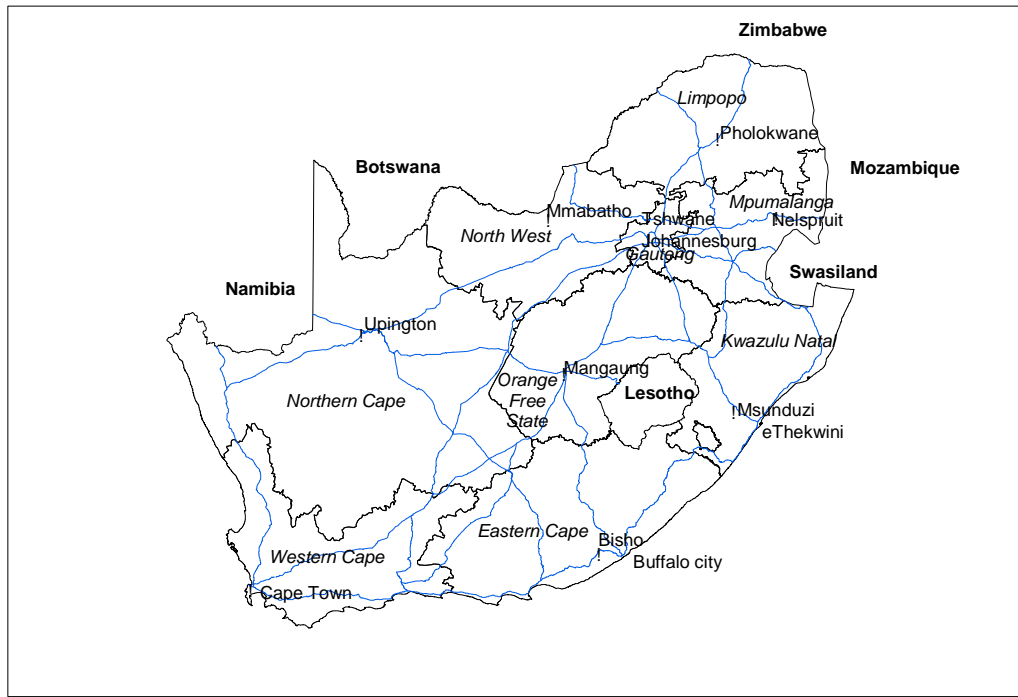 Zimbabwe
Limpopo
!Pholokwane
Botswana
Mozambique
Mpumalanga
!Mmabatho
Tshwane
Nelspruit
North West
Johannesburg
Gauteng
Swasiland
Namibia
!Upington
Kwazulu Natal
!Mangaung
Orange
Free
State
Lesotho
Northern Cape
!Msunduzi
eThekwini
Eastern Cape
!Bisho
Western Cape
Buffalo city
!Cape Town